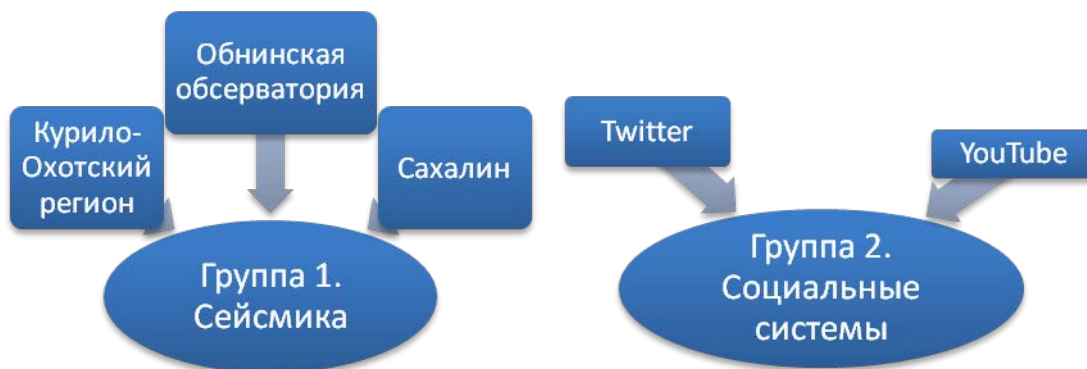 Обнинская
обсерватория
Курило-
Охотский
регион
Сахалин
Группа 1.
Сейсмика
Twitter
YouTube
Группа 2.
Социальные
системы